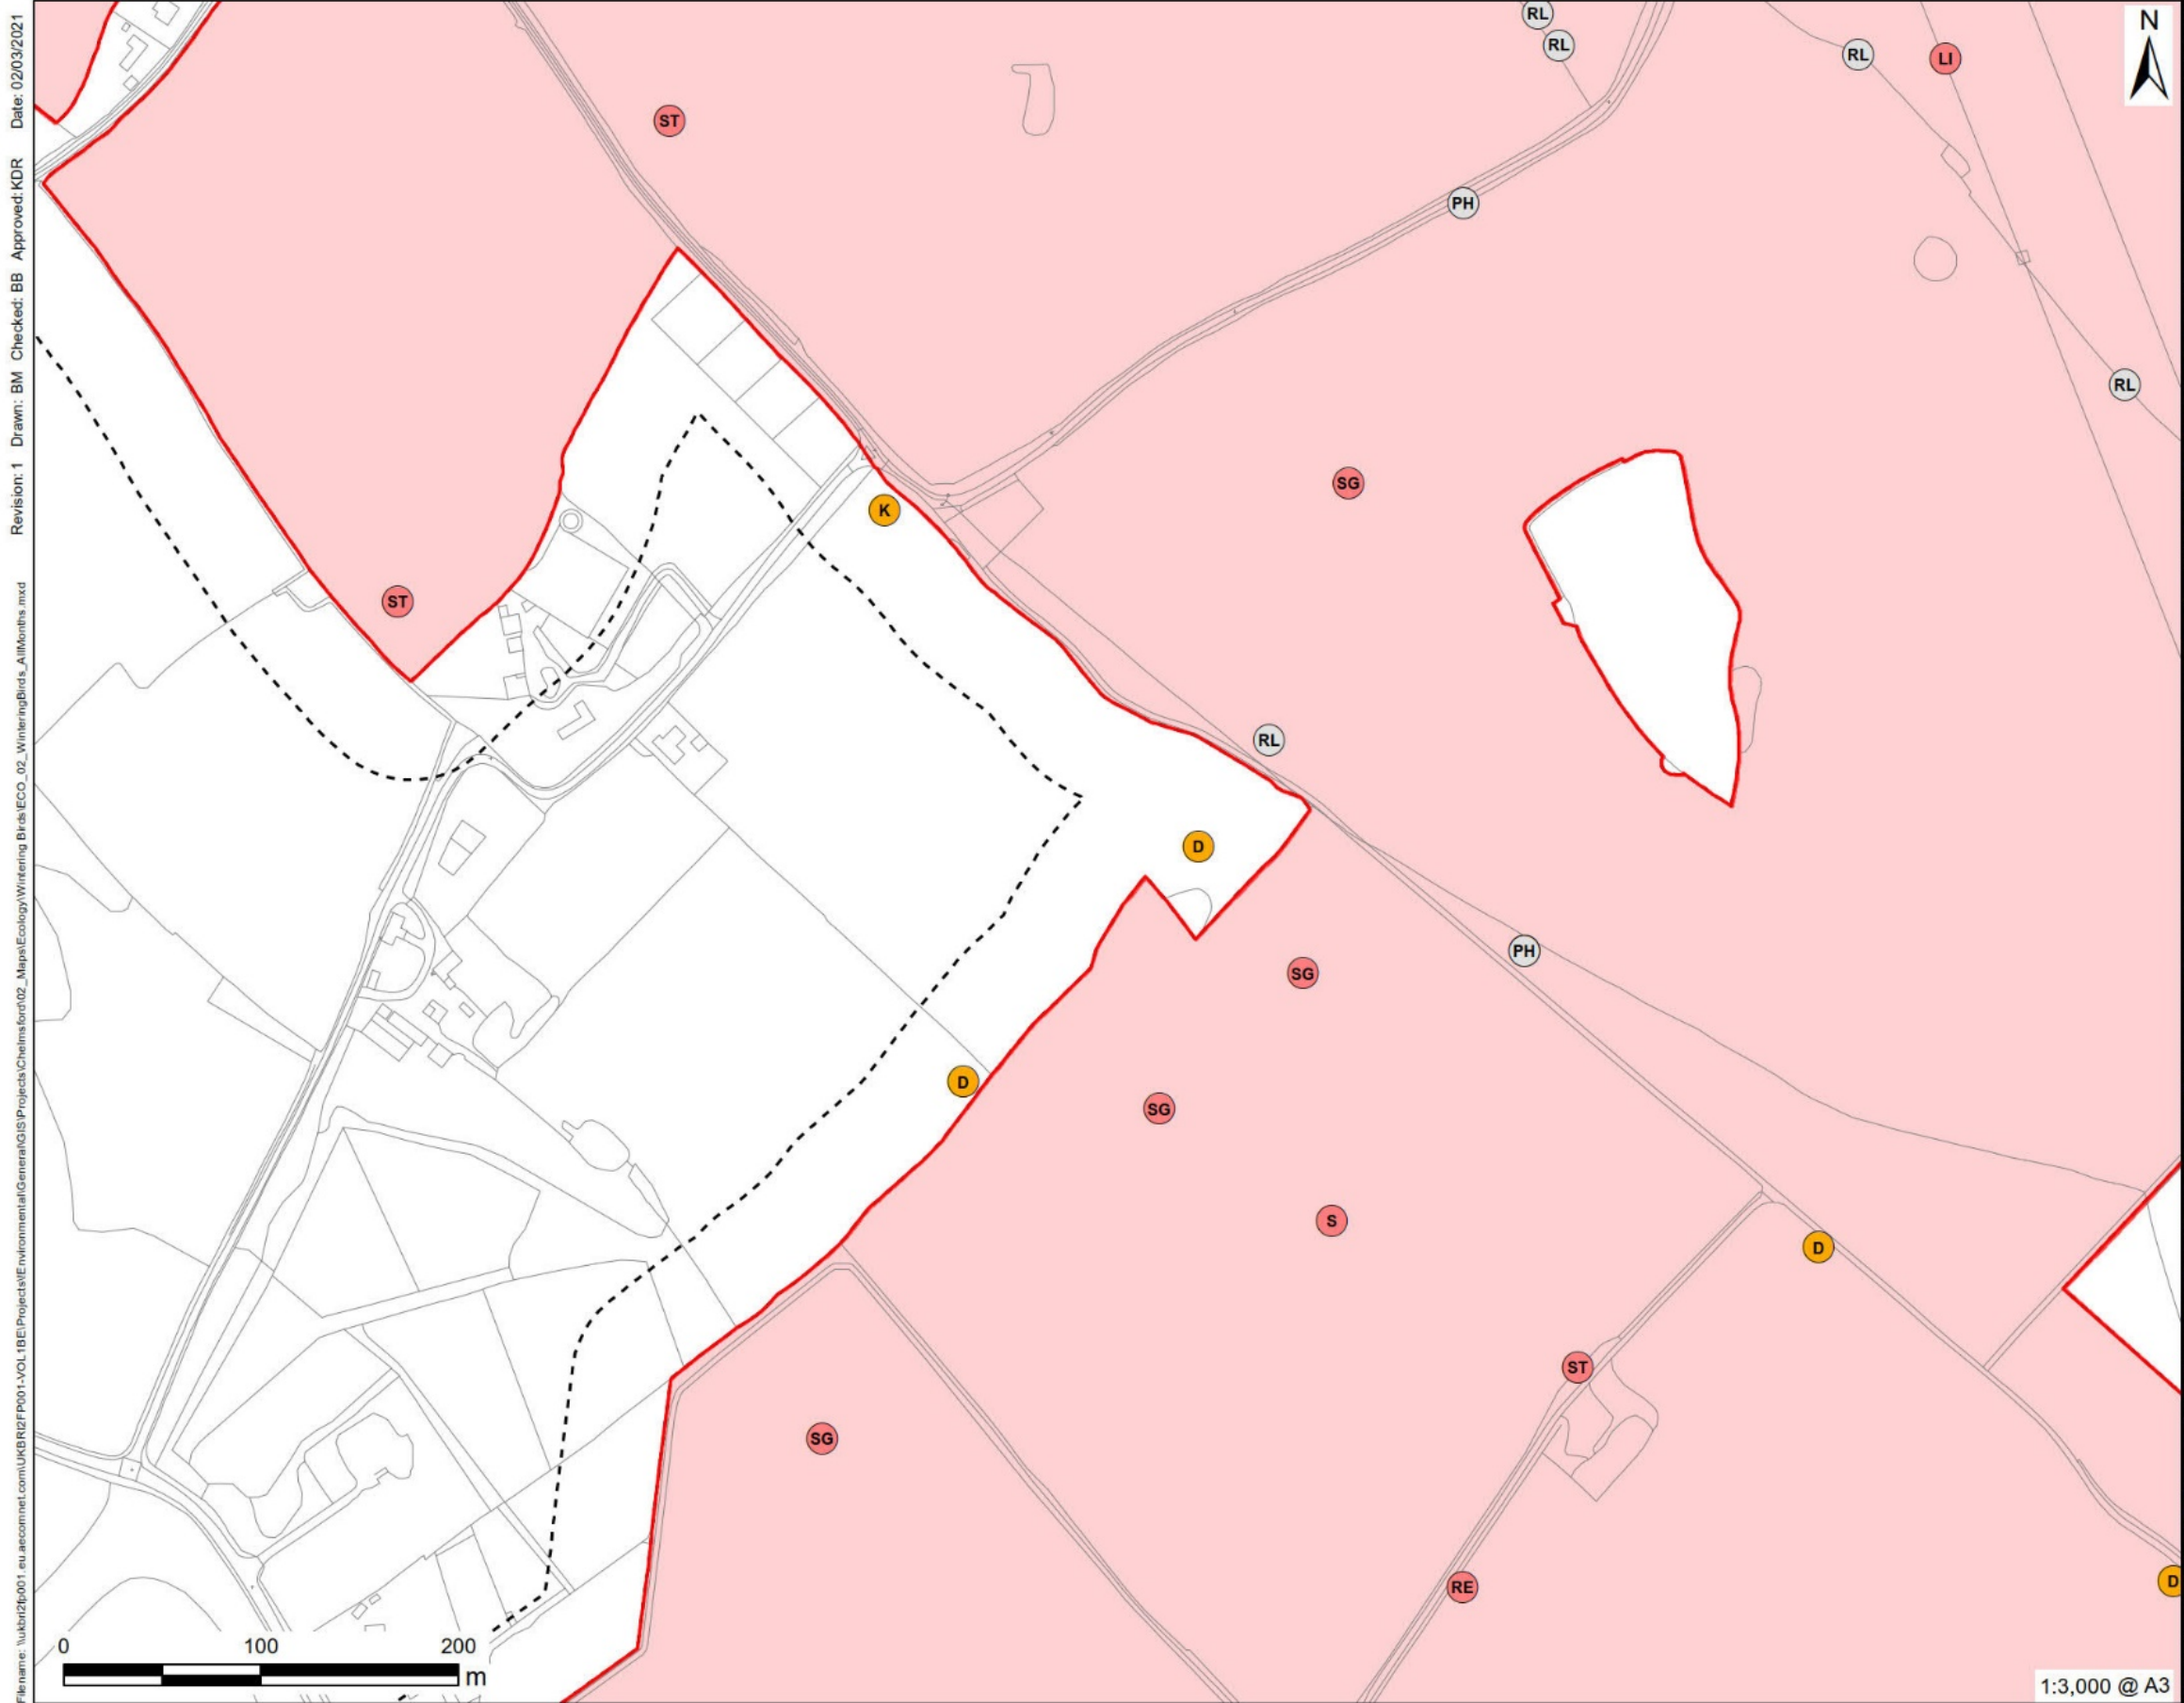 Filename: \\ukbri2fp001.eu.aecomnet.com\UKBRI2FP001-VOL1BE\Projects\Environmental\General\GIS\Projects\Chelmsford\02_Maps\Ecology\Wintering Birds\ECO_02_WinteringBirds_AllMonths.mxd Revision: 1 Drawn: BM Checked: BB Approved: KDR Date: 02/03/2021
RL
N
RL
RL
LI
ST
PH
RL
SG
K
ST
RL
D
PH
SG
D
SG
S
D
ST
SG
D
RE
0 100 200
m
1:3,000 @ A3